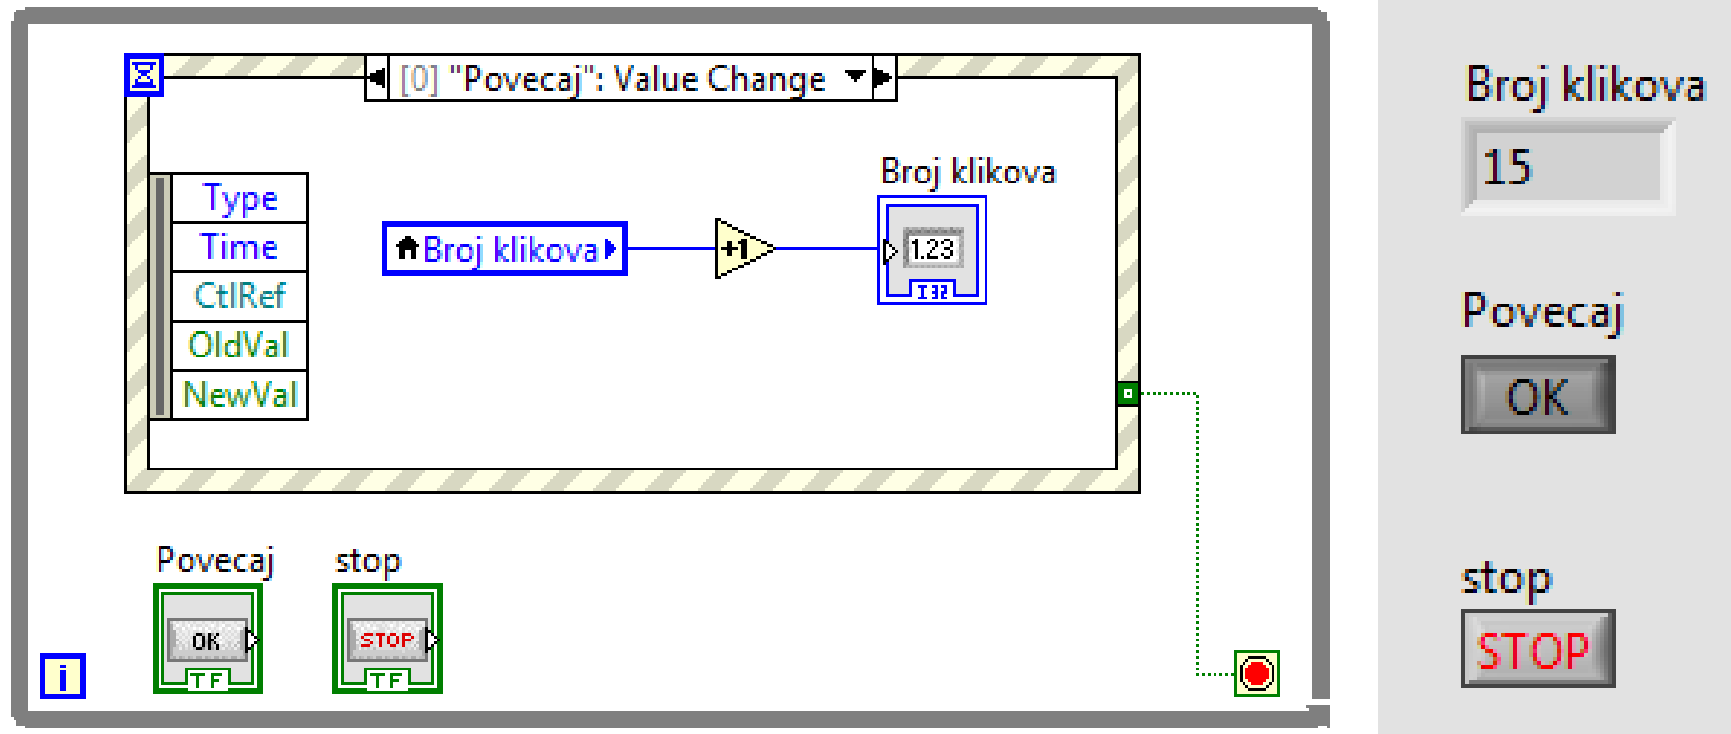 [0] "Povecaj": Value Change
Type
Time
CtlRef
OldVal
NewVal
Broj klikova
+1
Broj klikova
1.23
I32
Povecaj
OK
TF
stop
STOP
TF
i
Broj klikova
15
Povecaj
OK
stop
STOP